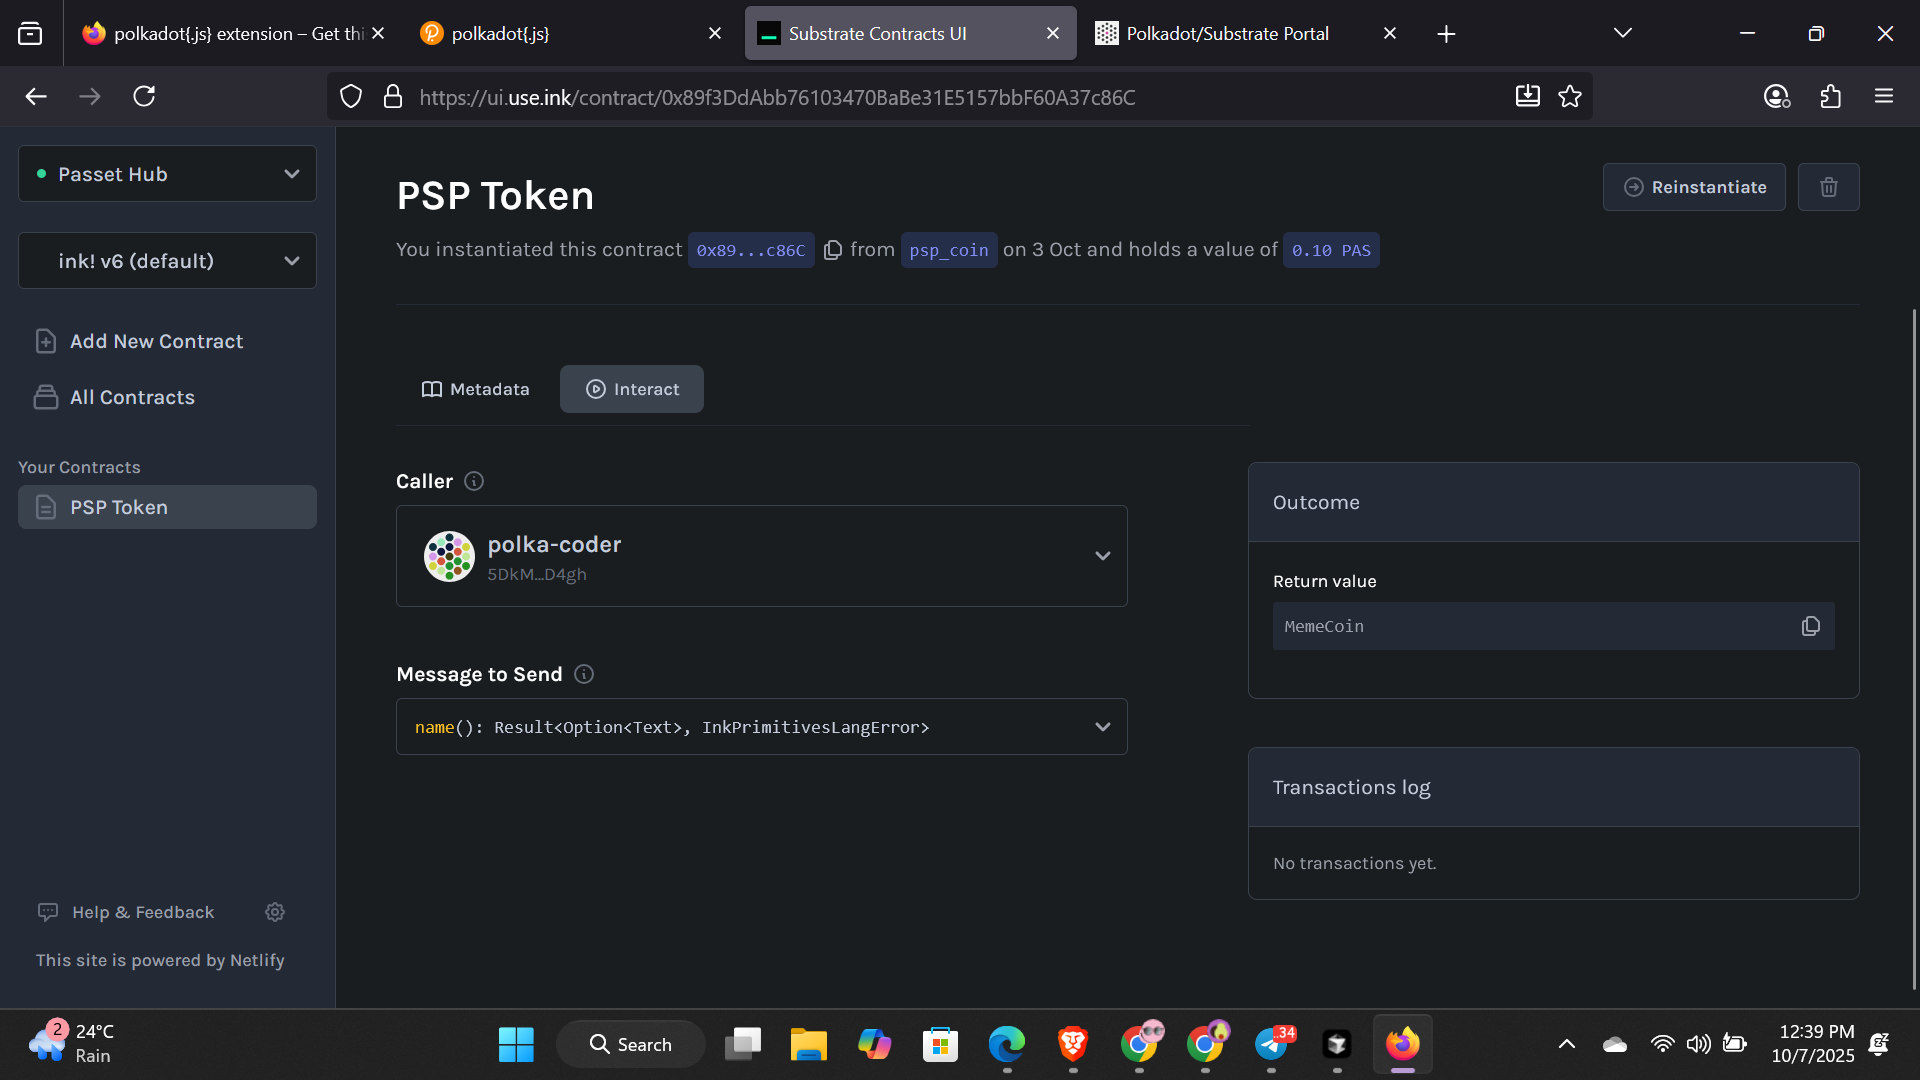 polkadot{.js} extension – Get thi
polkadot{.js}
Substrate Contracts UI
Polkadot/Substrate Portal
https://ui.use.ink/contract/0x89f3DdAbb76103470BaBe31E5157bbF60A37c86C
Passet Hub
ink! v6 (default)
Add New Contract
All Contracts
Your Contracts
PSP Token
Help & Feedback
This site is powered by Netlify
PSP Token
Reinstantiate
You instantiated this contract 0x89...c86C from psp_coin on 3 Oct and holds a value of 0.10 PAS
Metadata
Interact
Caller
polka-coder
5DkM...D4gh
Message to Send
name(): Result<Option<Text>, InkPrimitivesLangError>
Outcome
Return value
MemeCoin
Transactions log
No transactions yet.
2
24°C
Rain
Search
34
12:39 PM
10/7/2025